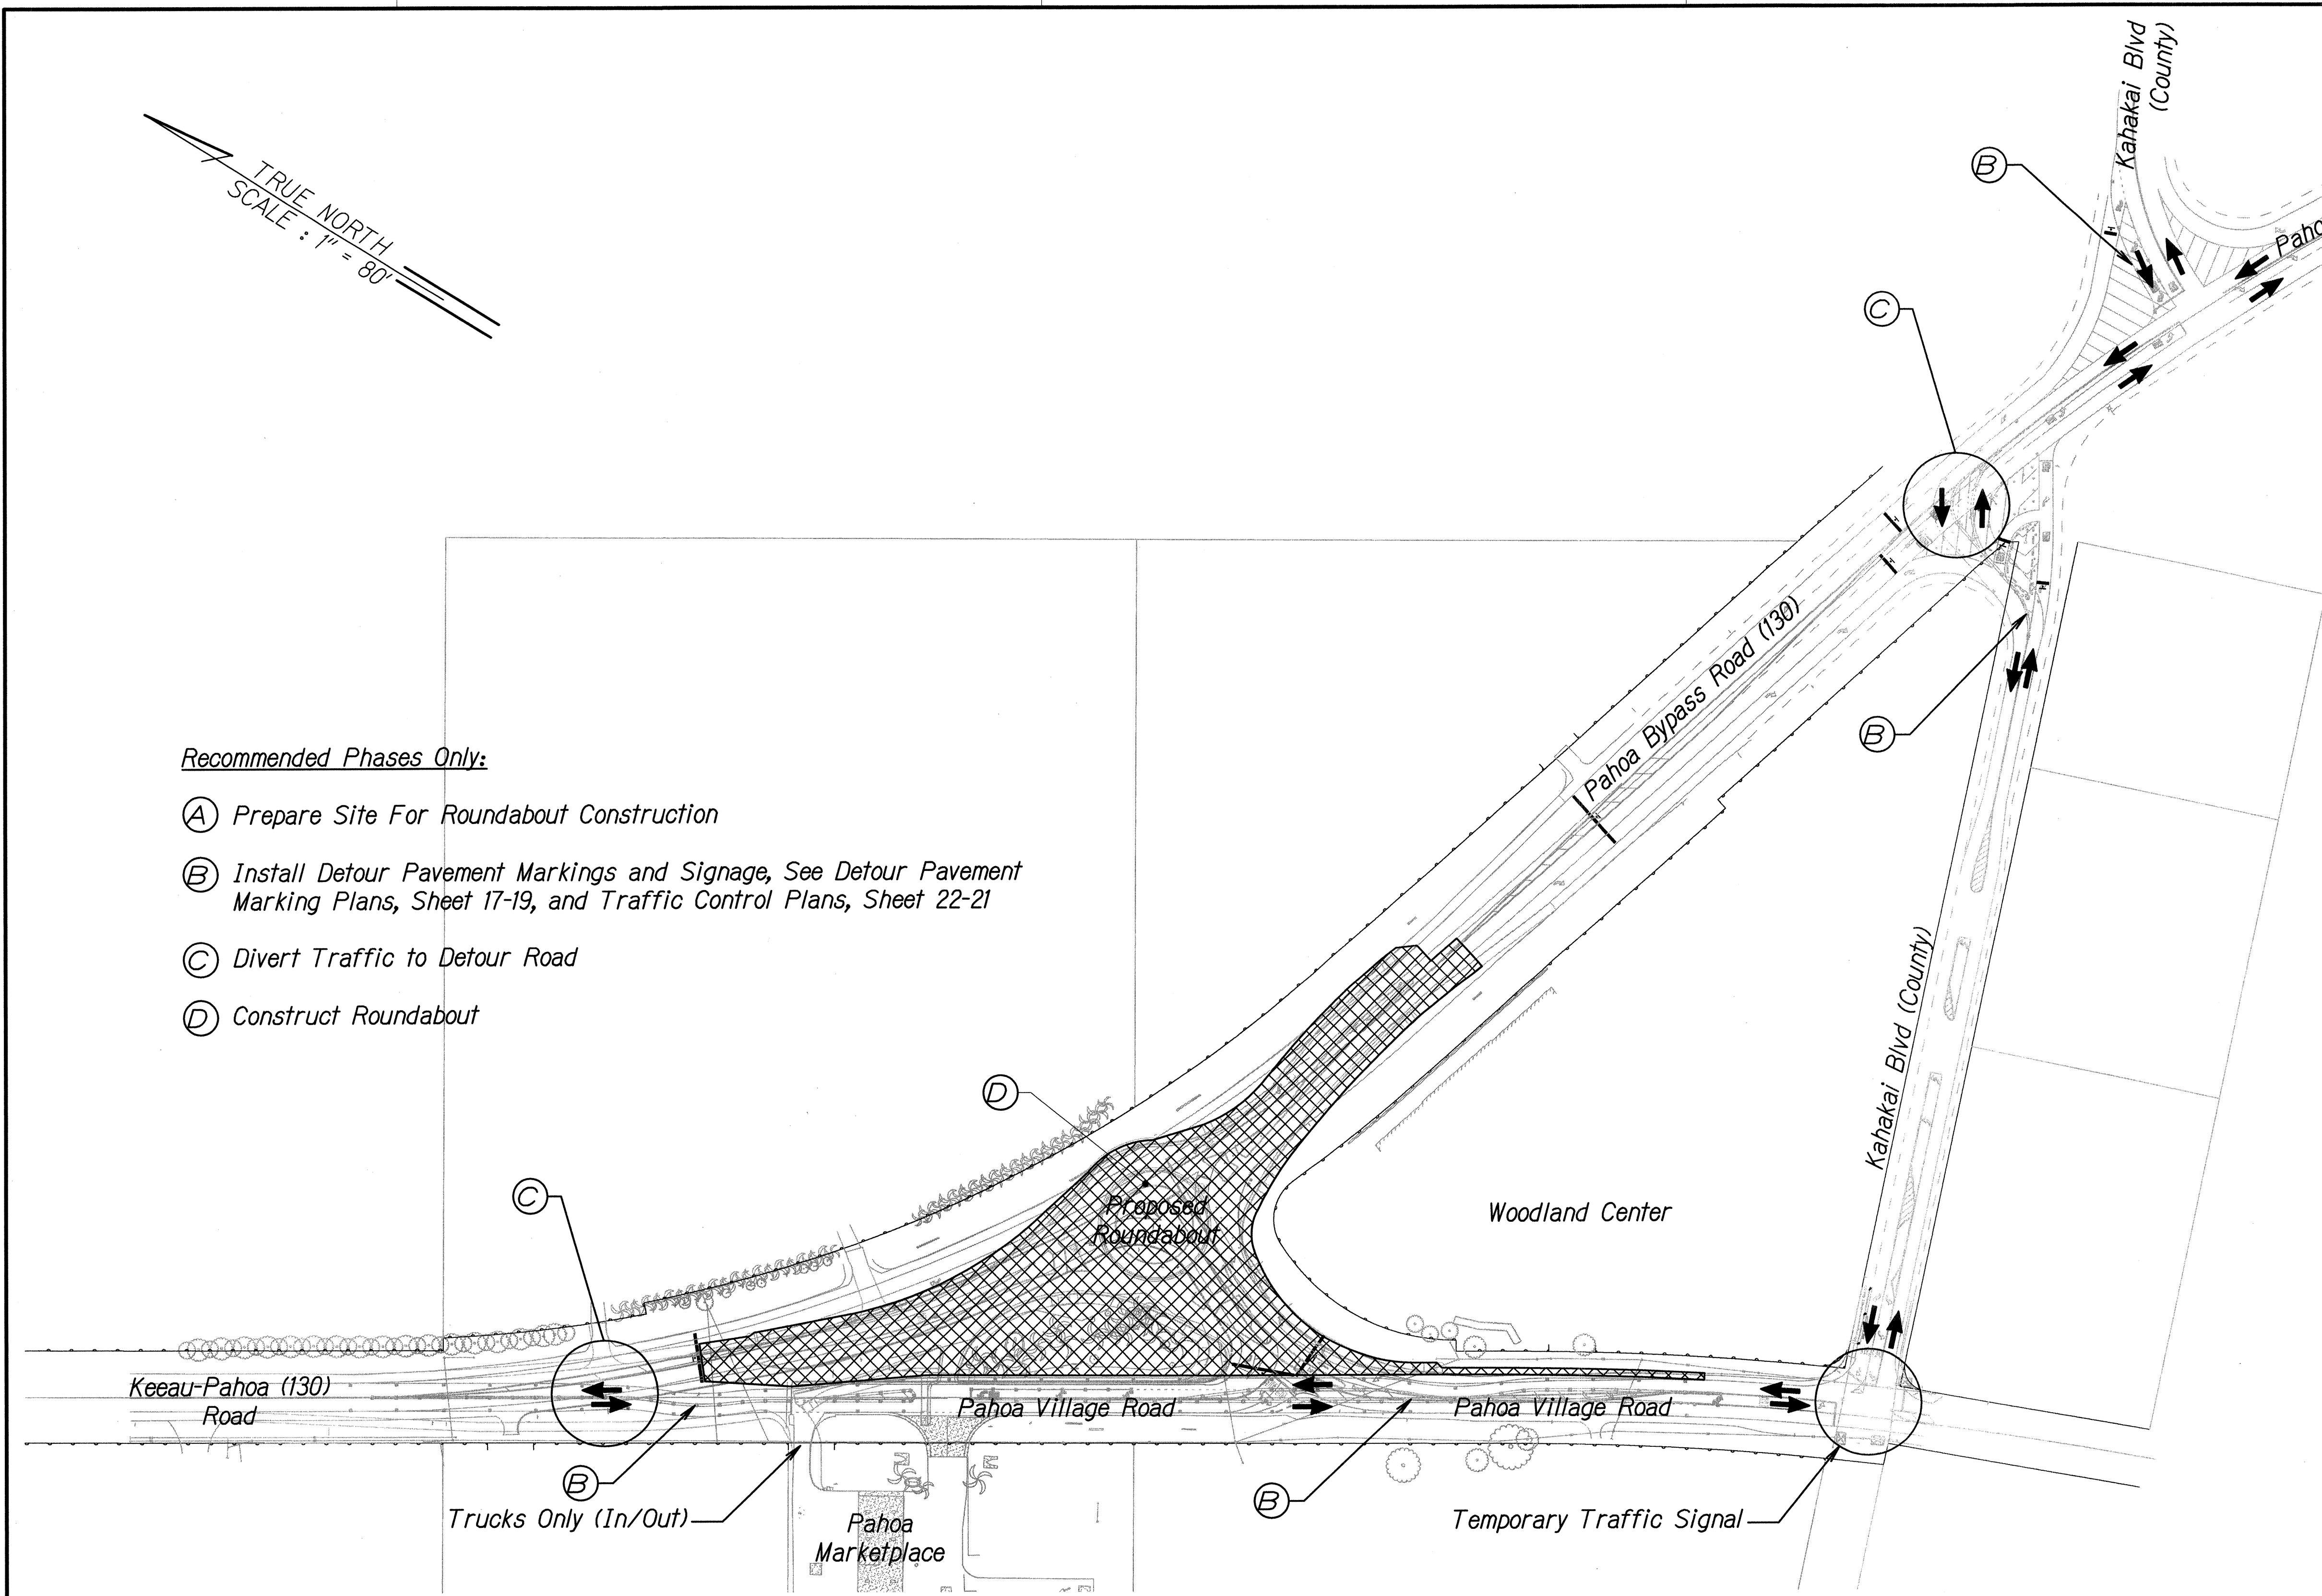 Kahakai Blvd
(County)
TRUE NORTH
SCALE : 1" = 80'
B
C
Pahoa Bypass Road (130)
B
Recommended Phases Only:
A Prepare Site For Roundabout Construction
B Install Detour Pavement Markings and Signage, See Detour Pavement
Marking Plans, Sheet 17-19, and Traffic Control Plans, Sheet 22-21
C Divert Traffic to Detour Road
D Construct Roundabout
Kahakai Blvd (County)
D
C
Proposed
Roundabout
Woodland Center
Keeau-Pahoa (130)
Road
Pahoa Village Road
Pahoa Village Road
B
B
Trucks Only (In/Out)
Pahoa
Marketplace
Temporary Traffic Signal